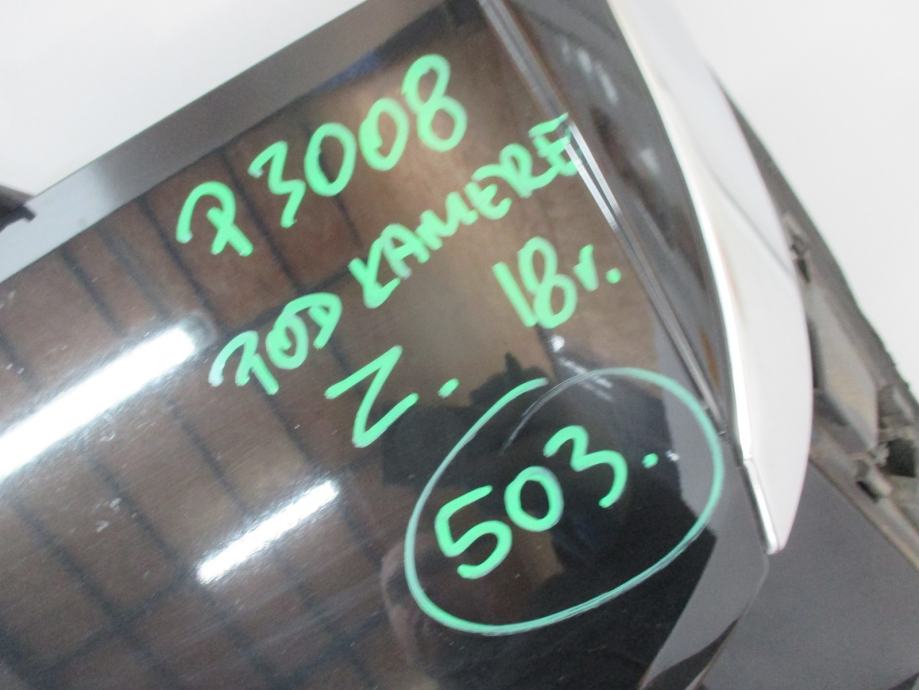 P3008
POD KAMERE
18r.
Z.
503.